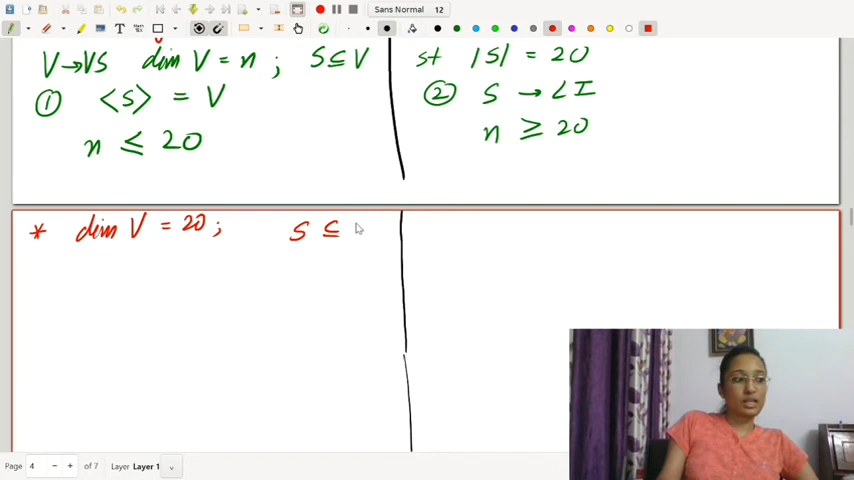 Sans Normal 12
V→VS dim V = n ; S ⊆ V st |S| = 20
① <S> = V ② S → LI
n ≤ 20 n ≥ 20
* dim V = 20 ; S ⊆
Page 4 of 7 Layer Layer 1